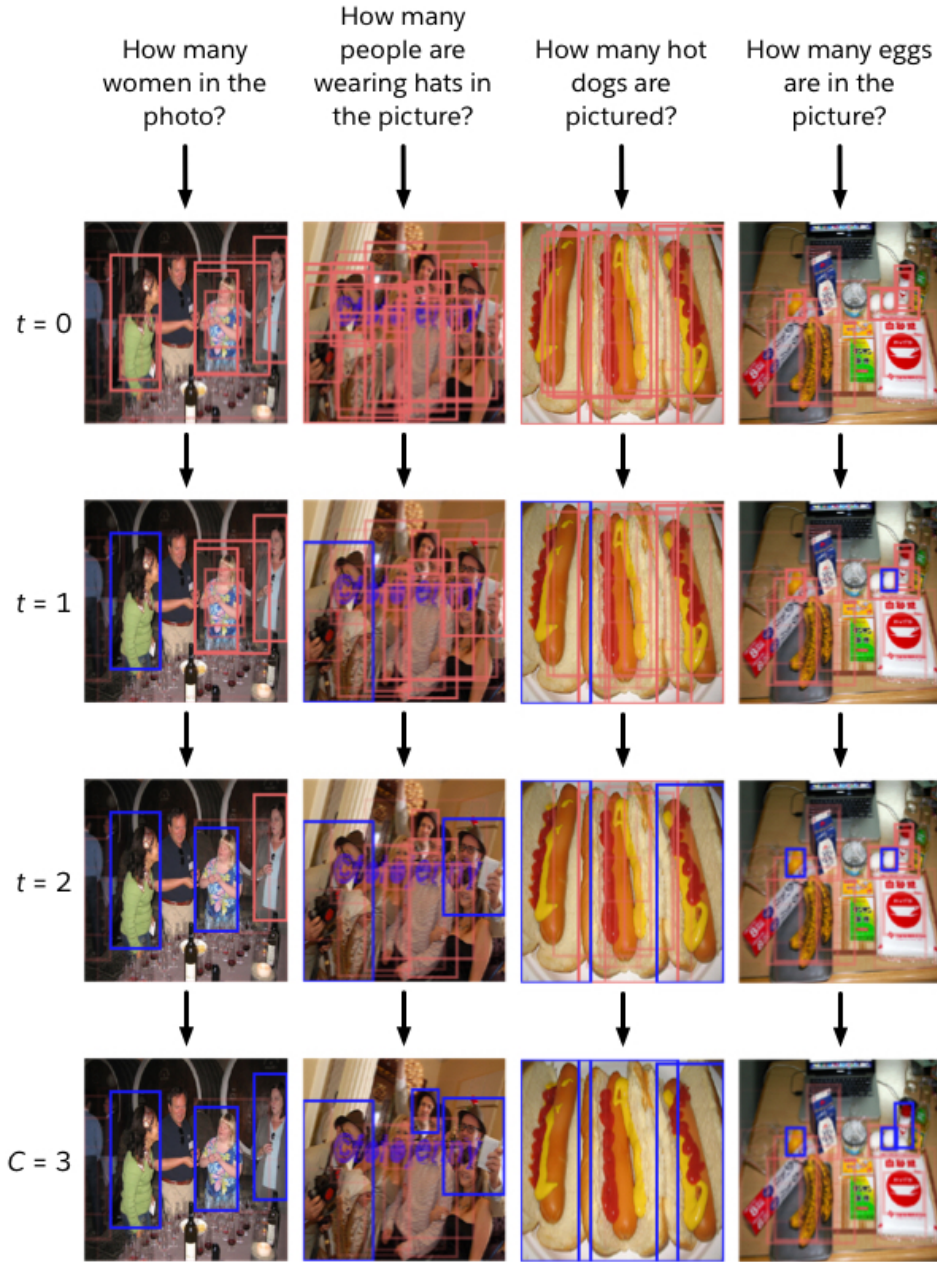 How many
women in the
photo?
How many
people are
wearing hats in
the picture?
How many hot
dogs are
pictured?
How many eggs
are in the
picture?
t = 0
t = 1
t = 2
C = 3